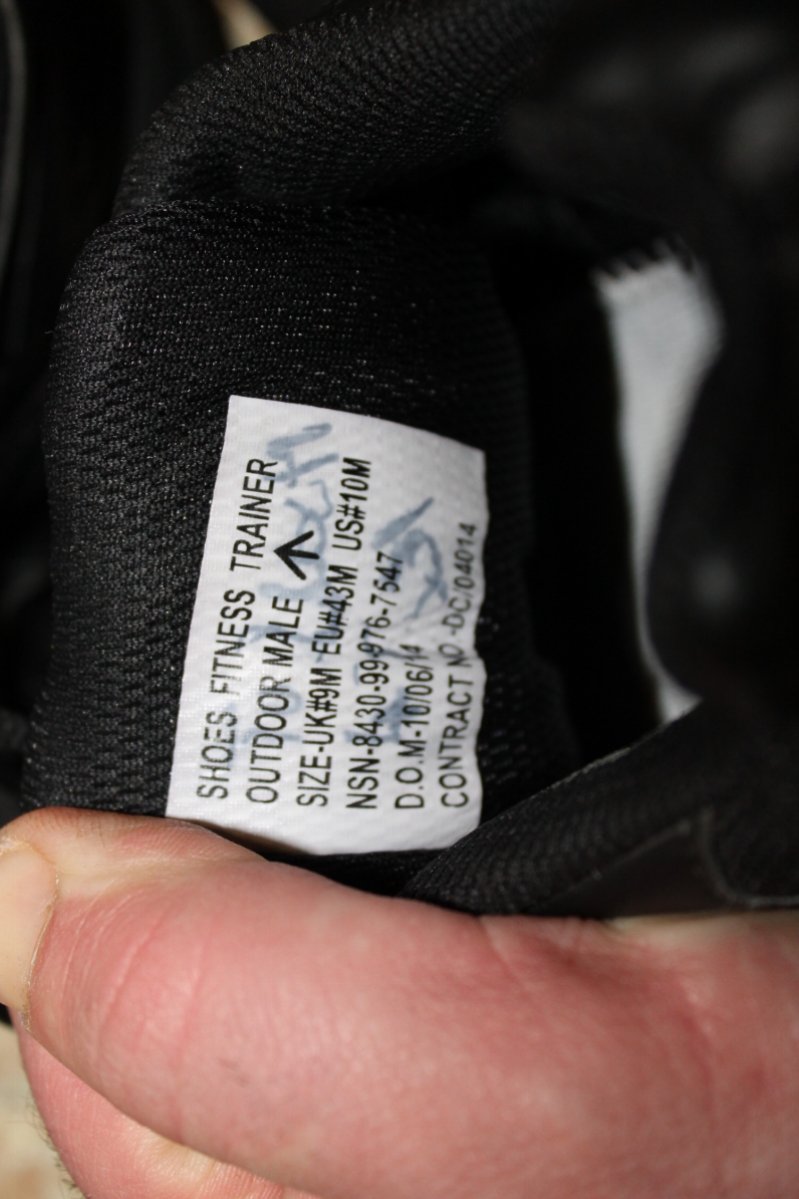 SHOES FITNESS TRAINER
OUTDOOR MALE
SIZE-UK#9M EU#43M US#10M
NSN-8430-99-976-7547
D.O.M-10/06/14
CONTRACT NO.-DC/04014